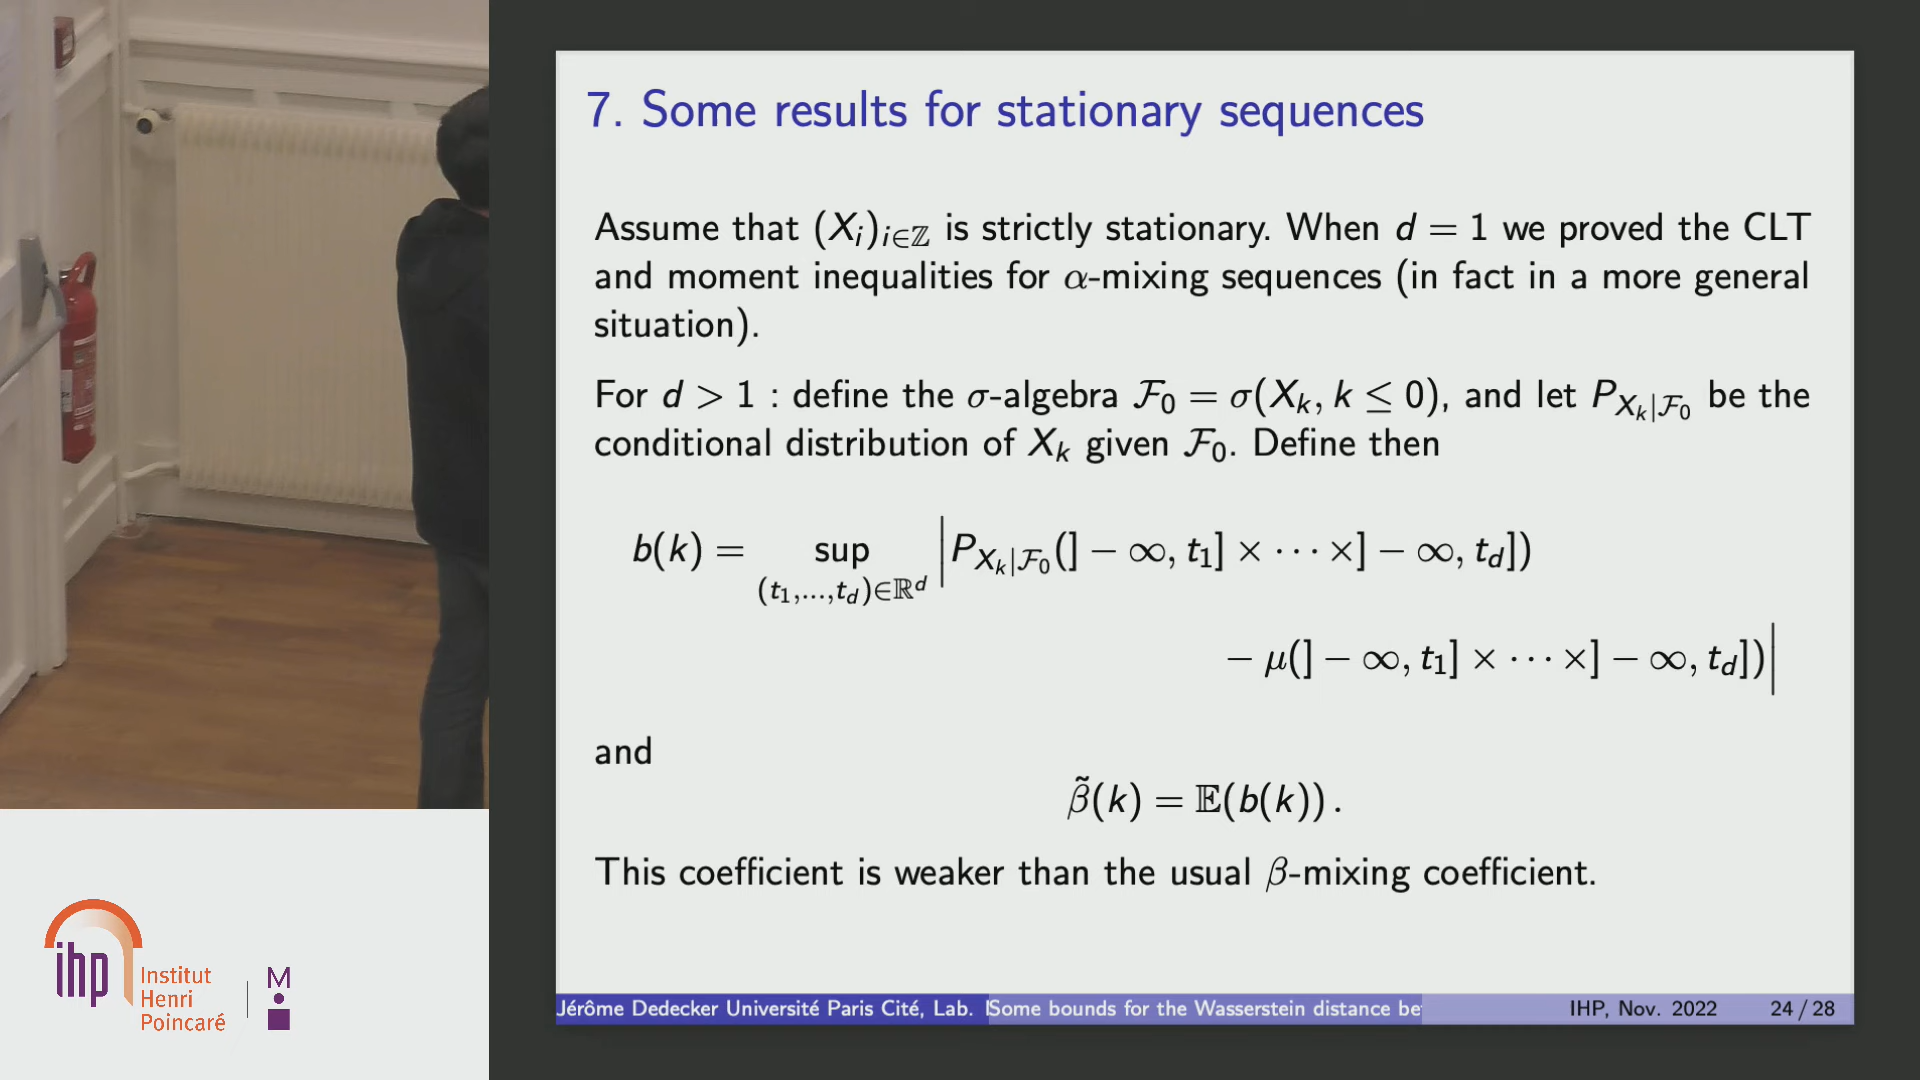 7. Some results for stationary sequences
Assume that (X_i)_{i∈ℤ} is strictly stationary. When d = 1 we proved the CLT
and moment inequalities for α-mixing sequences (in fact in a more general
situation).
For d > 1 : define the σ-algebra ℱ_0 = σ(X_k, k ≤ 0), and let P_{X_k|ℱ_0} be the
conditional distribution of X_k given ℱ_0. Define then
b(k) = sup_{(t_1,...,t_d)∈ℝ^d} |P_{X_k|ℱ_0}(] − ∞, t_1] × · · · ×] − ∞, t_d])
− μ(] − ∞, t_1] × · · · ×] − ∞, t_d])|
and
β̃(k) = 𝔼(b(k)) .
This coefficient is weaker than the usual β-mixing coefficient.
Jérôme Dedecker Université Paris Cité, Lab. Some bounds for the Wasserstein distance be IHP, Nov. 2022 24 / 28
ihp
Institut
Henri
Poincaré
M